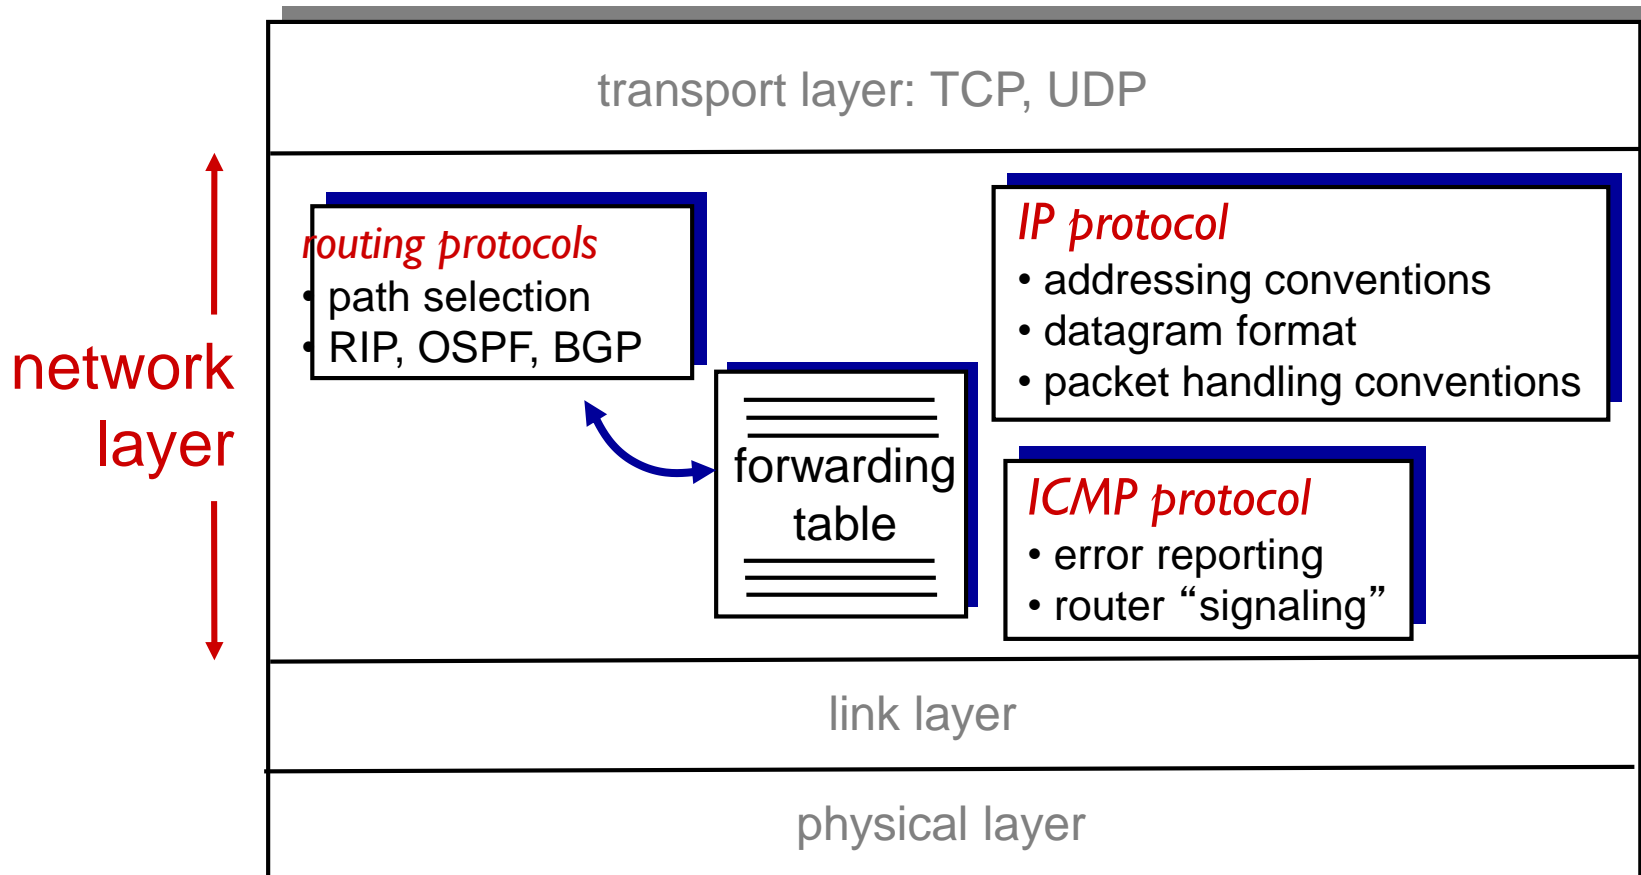 transport layer: TCP, UDP
network
layer
routing protocols
• path selection
• RIP, OSPF, BGP
forwarding
table
IP protocol
• addressing conventions
• datagram format
• packet handling conventions
ICMP protocol
• error reporting
• router “signaling”
link layer
physical layer